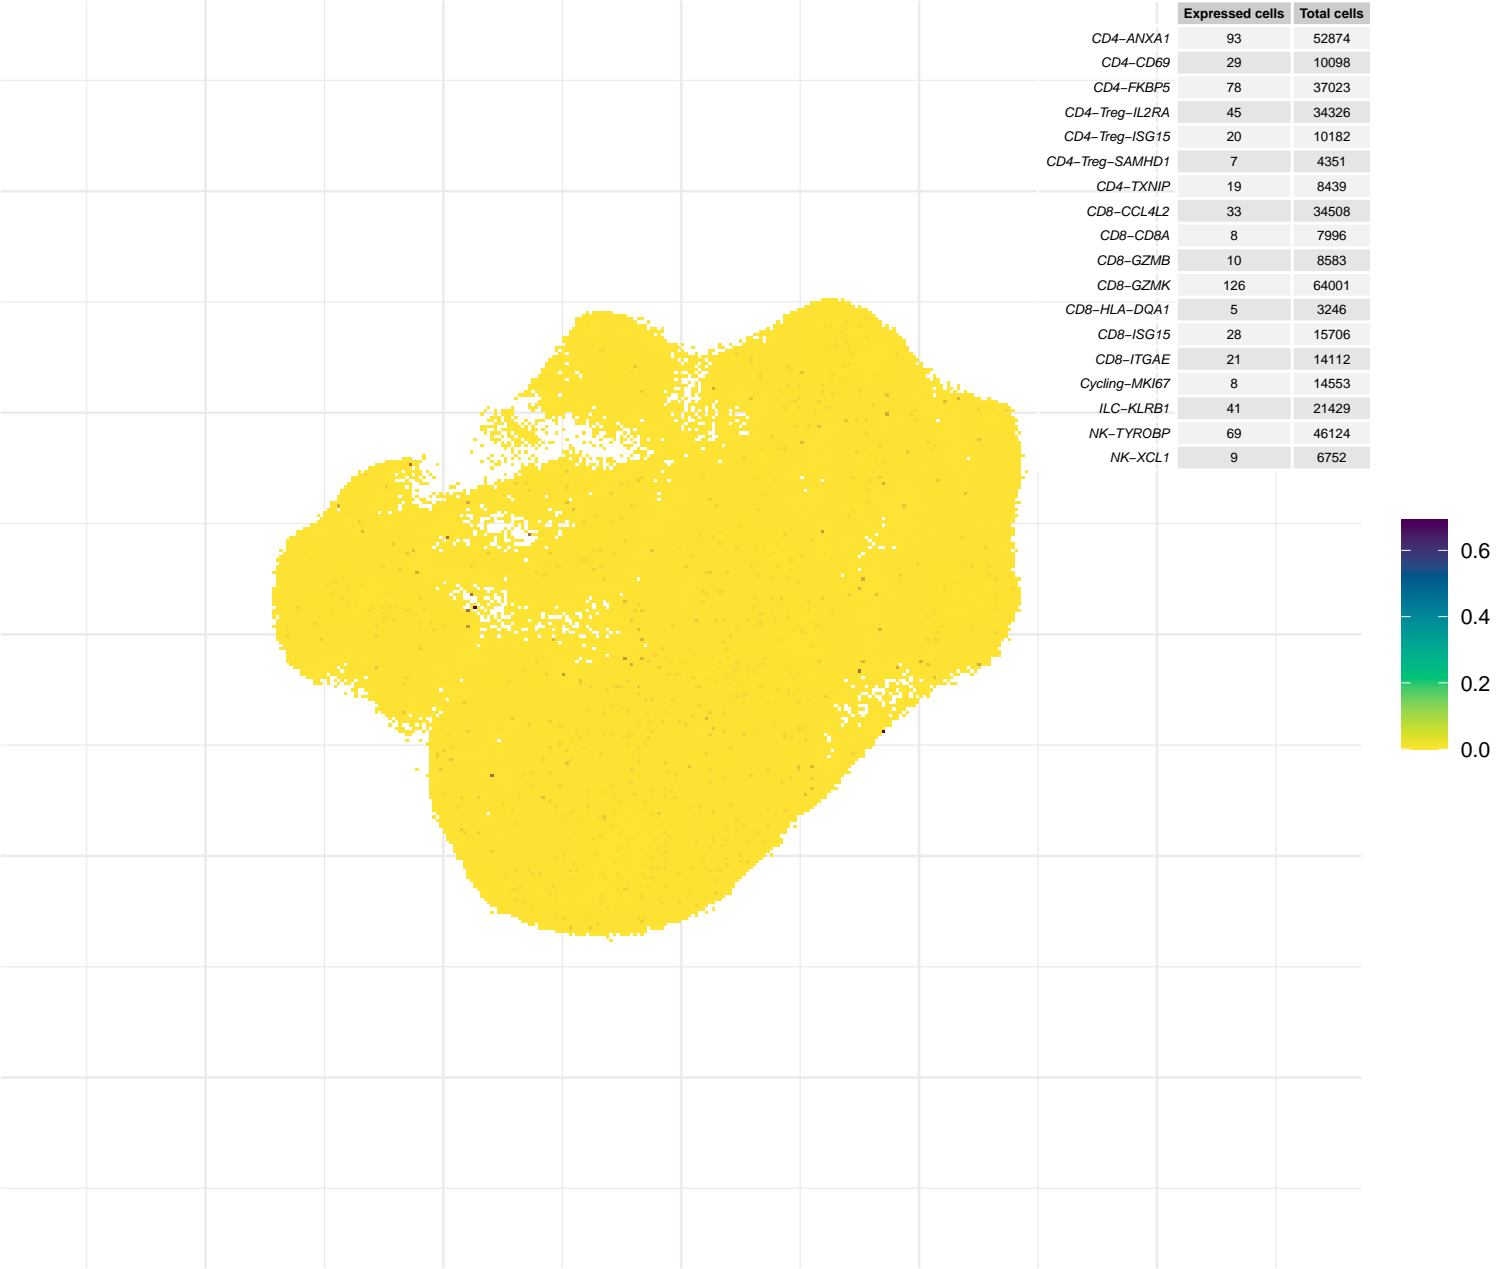 Expressed cells Total cells
CD4−ANXA1 93 52874
CD4−CD69 29 10098
CD4−FKBP5 78 37023
CD4−Treg−IL2RA 45 34326
CD4−Treg−ISG15 20 10182
CD4−Treg−SAMHD1 7 4351
CD4−TXNIP 19 8439
CD8−CCL4L2 33 34508
CD8−CD8A 8 7996
CD8−GZMB 10 8583
CD8−GZMK 126 64001
CD8−HLA−DQA1 5 3246
CD8−ISG15 28 15706
CD8−ITGAE 21 14112
Cycling−MKI67 8 14553
ILC−KLRB1 41 21429
NK−TYROBP 69 46124
NK−XCL1 9 6752
0.6
0.4
0.2
0.0